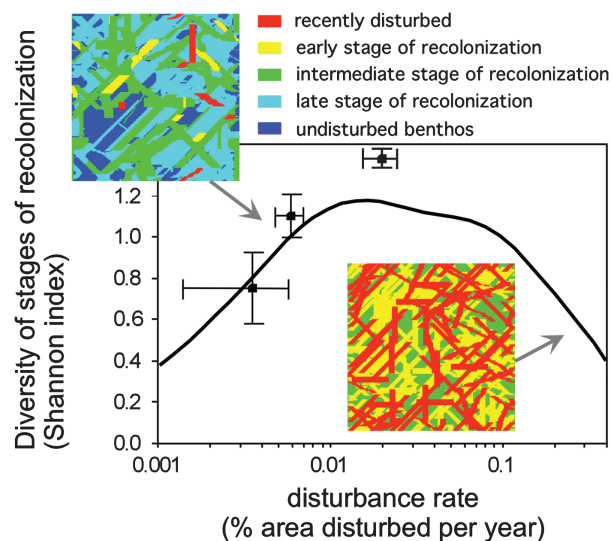 recently disturbed
early stage of recolonization
intermediate stage of recolonization
late stage of recolonization
undisturbed benthos
Diversity of stages of recolonization
(Shannon index)
1.2
1.0
0.8
0.6
0.4
0.2
0.0
0.001
0.01
0.1
disturbance rate
(% area disturbed per year)